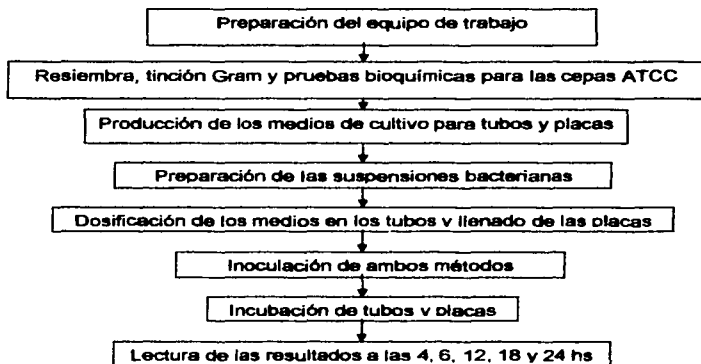 Preparación del equipo de trabajo
Resiembra, tinción Gram y pruebas bioquímicas para las cepas ATCC
Producción de los medios de cultivo para tubos y placas
Preparación de las suspensiones bacterianas
Dosificación de los medios en los tubos y llenado de las placas
Inoculación de ambos métodos
Incubación de tubos y placas
Lectura de las resultados a las 4, 6, 12, 18 y 24 hs